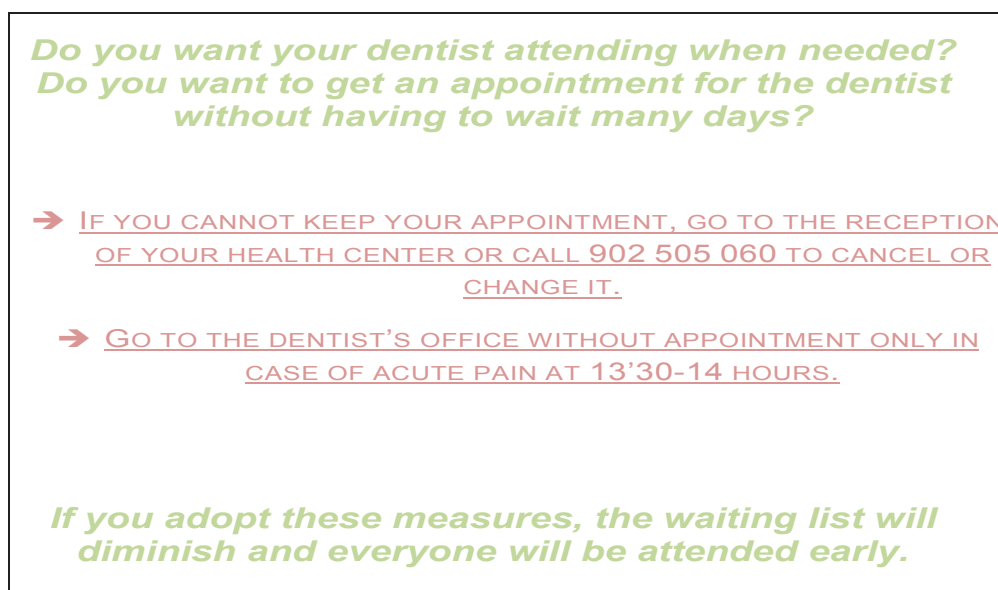 Do you want your dentist attending when needed?
Do you want to get an appointment for the dentist
without having to wait many days?
➔ IF YOU CANNOT KEEP YOUR APPOINTMENT, GO TO THE RECEPTION
OF YOUR HEALTH CENTER OR CALL 902 505 060 TO CANCEL OR
CHANGE IT.
➔ GO TO THE DENTIST’S OFFICE WITHOUT APPOINTMENT ONLY IN
CASE OF ACUTE PAIN AT 13’30-14 HOURS.
If you adopt these measures, the waiting list will
diminish and everyone will be attended early.